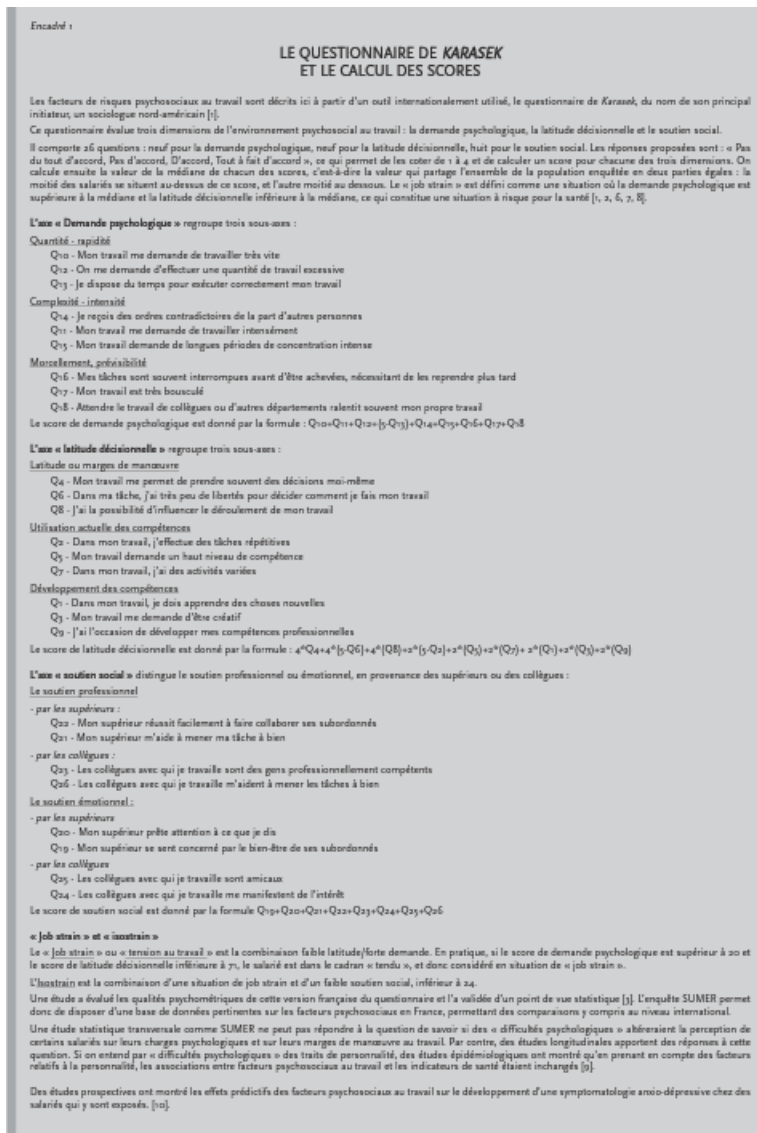 Encadré 1
LE QUESTIONNAIRE DE KARASEK
ET LE CALCUL DES SCORES
Les facteurs de risques psychosociaux au travail sont décrits ici à partir d'un outil internationalement utilisé, le questionnaire de Karasek, du nom de son principal
initiateur, un sociologue nord-américain [1].
Ce questionnaire évalue trois dimensions de l'environnement psychosocial au travail : la demande psychologique, la latitude décisionnelle et le soutien social.
Il comporte 26 questions : neuf pour la demande psychologique, neuf pour la latitude décisionnelle, huit pour le soutien social. Les réponses proposées sont : « Pas
du tout d'accord, Pas d'accord, D'accord, Tout à fait d'accord », ce qui permet de les coter de 1 à 4 et de calculer un score pour chacune des trois dimensions. On
calcule ensuite la valeur de la médiane de chacun des scores, c'est-à-dire la valeur qui partage l'ensemble de la population enquêtée en deux parties égales : la
moitié des salariés se situent au-dessus de ce score, et l'autre moitié au dessous. Le « job strain » est défini comme une situation où la demande psychologique est
supérieure à la médiane et la latitude décisionnelle inférieure à la médiane, ce qui constitue une situation à risque pour la santé [1, 2, 6, 7, 8].
L'axe « Demande psychologique » regroupe trois sous-axes :
Quantité - rapidité
Q10 - Mon travail me demande de travailler très vite
Q12 - On me demande d'effectuer une quantité de travail excessive
Q13 - Je dispose du temps pour exécuter correctement mon travail
Complexité - intensité
Q14 - Je reçois des ordres contradictoires de la part d'autres personnes
Q11 - Mon travail me demande de travailler intensément
Q15 - Mon travail demande de longues périodes de concentration intense
Morcellement, prévisibilité
Q16 - Mes tâches sont souvent interrompues avant d'être achevées, nécessitant de les reprendre plus tard
Q17 - Mon travail est très bousculé
Q18 - Attendre le travail de collègues ou d'autres départements ralentit souvent mon propre travail
Le score de demande psychologique est donné par la formule : Q10+Q11+Q12+(5-Q13)+Q14+Q15+Q16+Q17+Q18
L'axe « latitude décisionnelle » regroupe trois sous-axes :
Latitude ou marges de manœuvre
Q4 - Mon travail me permet de prendre souvent des décisions moi-même
Q6 - Dans ma tâche, j'ai très peu de libertés pour décider comment je fais mon travail
Q8 - J'ai la possibilité d'influencer le déroulement de mon travail
Utilisation actuelle des compétences
Q2 - Dans mon travail, j'effectue des tâches répétitives
Q5 - Mon travail demande un haut niveau de compétence
Q7 - Dans mon travail, j'ai des activités variées
Développement des compétences
Q1 - Dans mon travail, je dois apprendre des choses nouvelles
Q3 - Mon travail me demande d'être créatif
Q9 - J'ai l'occasion de développer mes compétences professionnelles
Le score de latitude décisionnelle est donné par la formule : 4*Q4+4*(5-Q6)+4*(Q8)+2*(5-Q2)+2*(Q5)+2*(Q7)+ 2*(Q1)+2*(Q3)+2*(Q9)
L'axe « soutien social » distingue le soutien professionnel ou émotionnel, en provenance des supérieurs ou des collègues :
Le soutien professionnel
- par les supérieurs :
Q22 - Mon supérieur réussit facilement à faire collaborer ses subordonnés
Q21 - Mon supérieur m'aide à mener ma tâche à bien
- par les collègues :
Q23 - Les collègues avec qui je travaille sont des gens professionnellement compétents
Q26 - Les collègues avec qui je travaille m'aident à mener les tâches à bien
Le soutien émotionnel :
- par les supérieurs
Q20 - Mon supérieur prête attention à ce que je dis
Q19 - Mon supérieur se sent concerné par le bien-être de ses subordonnés
- par les collègues
Q25 - Les collègues avec qui je travaille sont amicaux
Q24 - Les collègues avec qui je travaille me manifestent de l'intérêt
Le score de soutien social est donné par la formule Q19+Q20+Q21+Q22+Q23+Q24+Q25+Q26
« Job strain » et « isostrain »
Le « Job strain » ou « tension au travail » est la combinaison faible latitude/forte demande. En pratique, si le score de demande psychologique est supérieur à 20 et
le score de latitude décisionnelle inférieure à 71, le salarié est dans le cadran « tendu », et donc considéré en situation de « job strain ».
L'Isostrain est la combinaison d'une situation de job strain et d'un faible soutien social, inférieur à 24.
Une étude a évalué les qualités psychométriques de cette version française du questionnaire et l'a validée d'un point de vue statistique [3]. L'enquête SUMER permet
donc de disposer d'une base de données pertinentes sur les facteurs psychosociaux en France, permettant des comparaisons y compris au niveau international.
Une étude statistique transversale comme SUMER ne peut pas répondre à la question de savoir si des « difficultés psychologiques » altéreraient la perception de
certains salariés sur leurs charges psychologiques et sur leurs marges de manœuvre au travail. Par contre, des études longitudinales apportent des réponses à cette
question. Si on entend par « difficultés psychologiques » des traits de personnalité, des études épidémiologiques ont montré qu'en prenant en compte des facteurs
relatifs à la personnalité, les associations entre facteurs psychosociaux au travail et les indicateurs de santé étaient inchangés [9].
Des études prospectives ont montré les effets prédictifs des facteurs psychosociaux au travail sur le développement d'une symptomatologie anxio-dépressive chez des
salariés qui y sont exposés. [10].